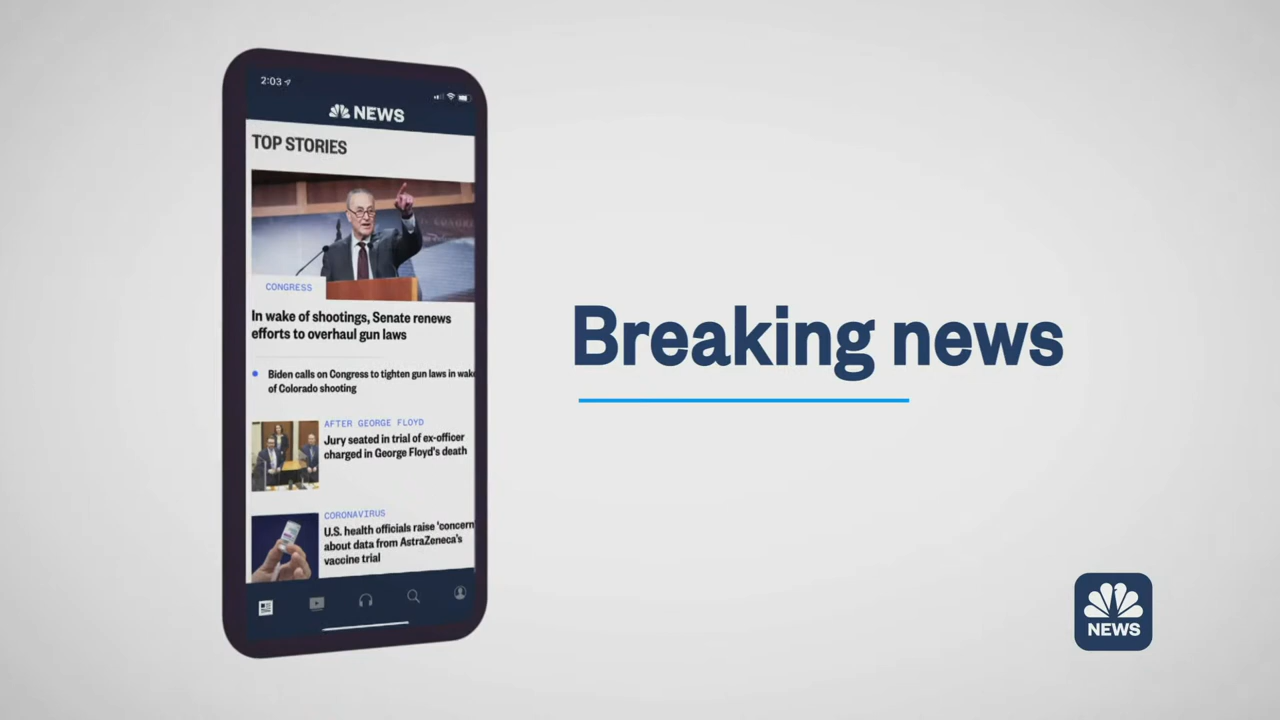 2:03
NEWS
TOP STORIES
CONGRESS
In wake of shootings, Senate renews
efforts to overhaul gun laws
Biden calls on Congress to tighten gun laws in wake
of Colorado shooting
AFTER GEORGE FLOYD
Jury seated in trial of ex-officer
charged in George Floyd's death
CORONAVIRUS
U.S. health officials raise 'concern
about data from AstraZeneca's
vaccine trial
Breaking news
NEWS